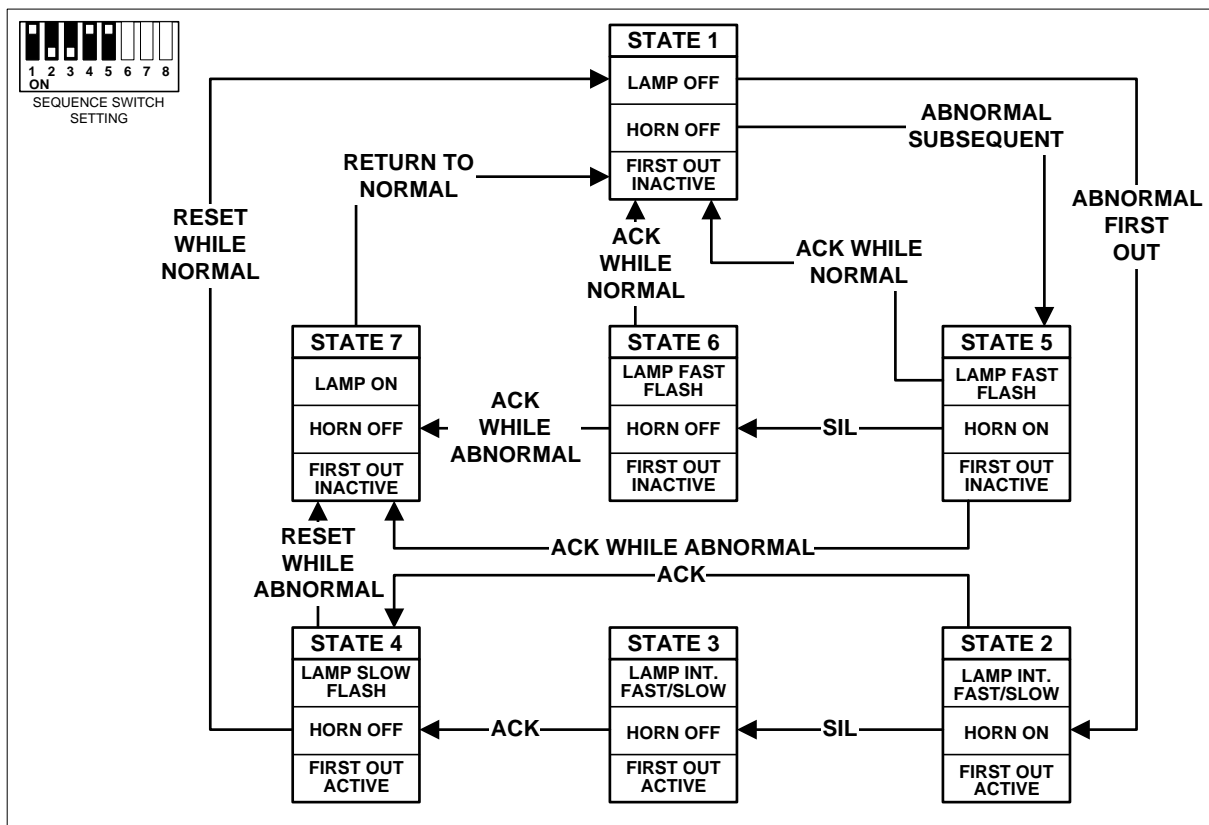 1 2 3 4 5 6 7 8
ON
SEQUENCE SWITCH
SETTING
STATE 1
LAMP OFF
HORN OFF
FIRST OUT
INACTIVE
ABNORMAL
SUBSEQUENT
RETURN TO
NORMAL
RESET
WHILE
NORMAL
ACK
WHILE
NORMAL
ACK WHILE
NORMAL
ABNORMAL
FIRST
OUT
STATE 7
LAMP ON
HORN OFF
FIRST OUT
INACTIVE
ACK
WHILE
ABNORMAL
STATE 6
LAMP FAST
FLASH
HORN OFF
FIRST OUT
INACTIVE
SIL
STATE 5
LAMP FAST
FLASH
HORN ON
FIRST OUT
INACTIVE
RESET
WHILE
ABNORMAL
ACK WHILE ABNORMAL
ACK
STATE 4
LAMP SLOW
FLASH
HORN OFF
FIRST OUT
ACTIVE
ACK
STATE 3
LAMP INT.
FAST/SLOW
HORN OFF
FIRST OUT
ACTIVE
SIL
STATE 2
LAMP INT.
FAST/SLOW
HORN ON
FIRST OUT
ACTIVE